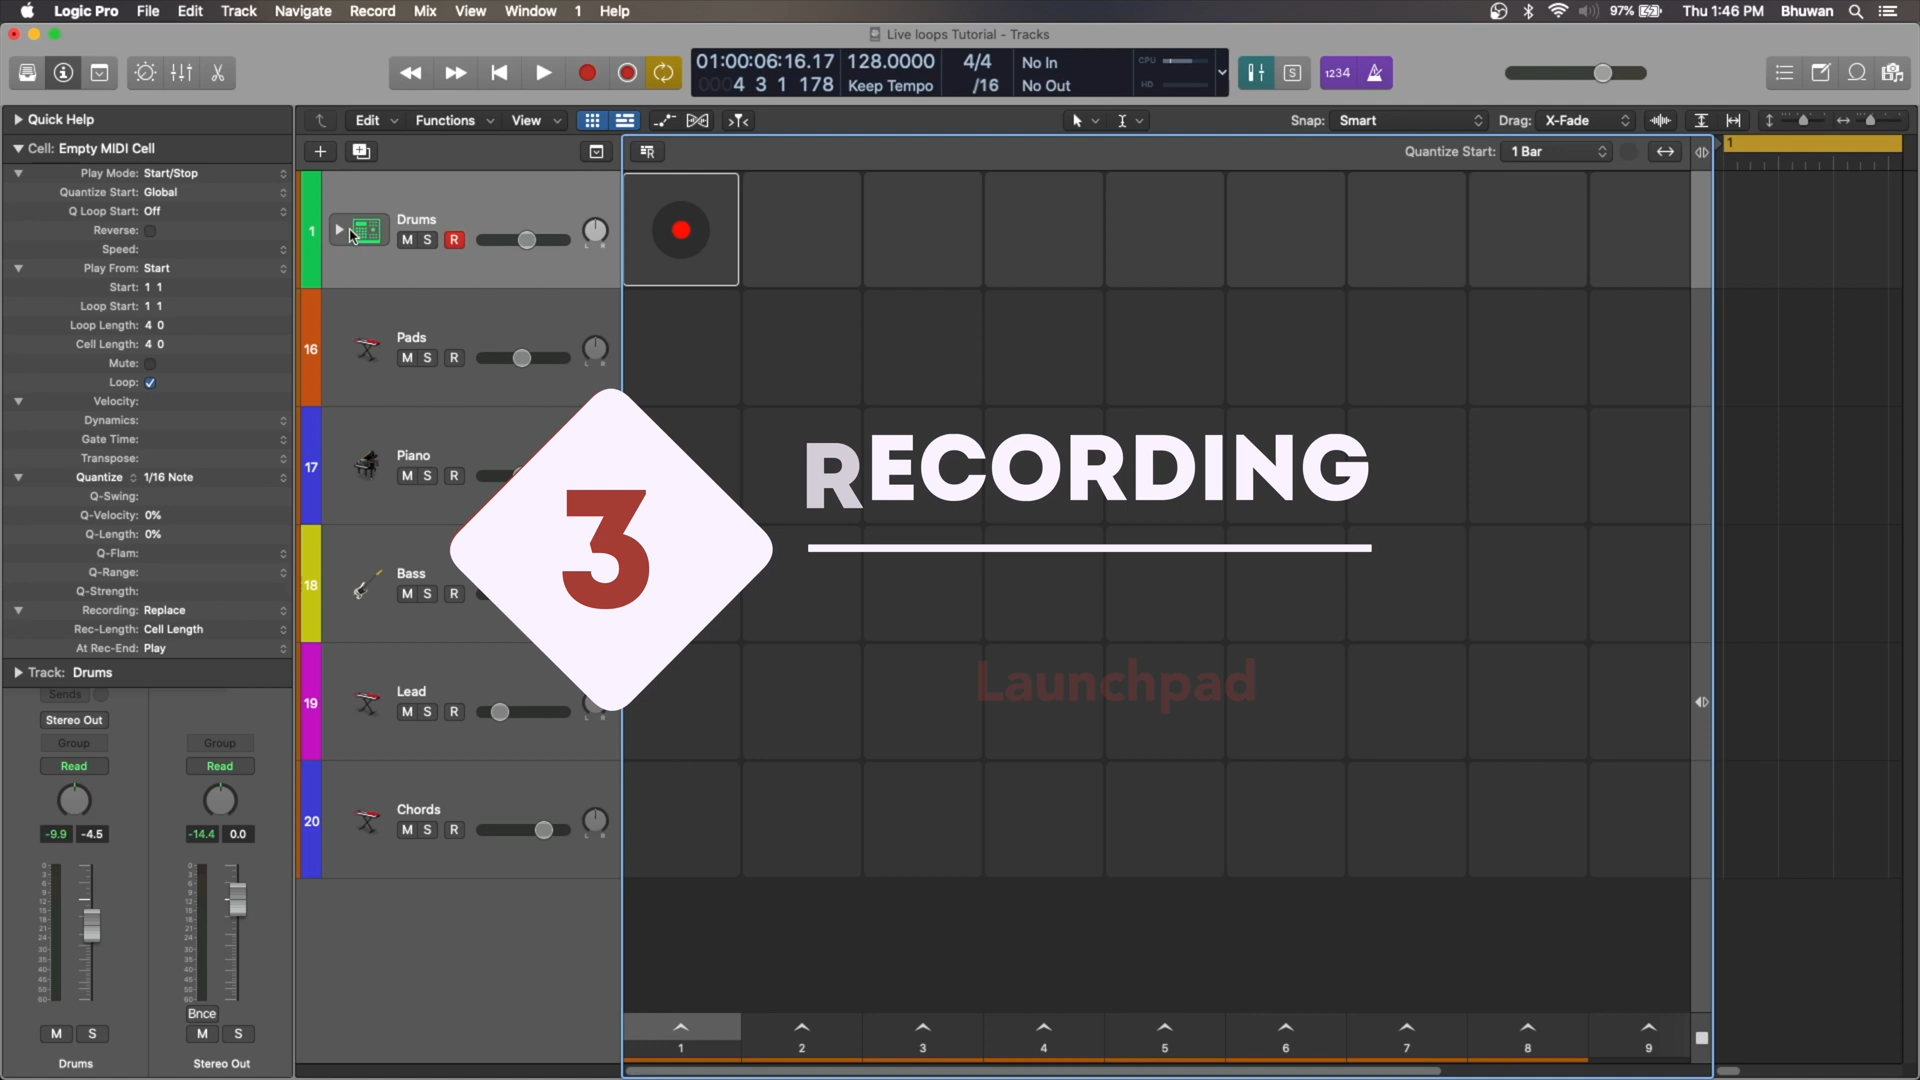 Logic Pro File Edit Track Navigate Record Mix View Window 1 Help 97% Thu 1:46 PM Bhuwan
Live loops Tutorial - Tracks
01:00:06:16.17 128.0000 4/4 No In CPU
0004 3 1 178 Keep Tempo /16 No Out HD
S 1234
Quick Help Edit Functions View Snap: Smart Drag: X-Fade
Cell: Empty MIDI Cell
Quantize Start: 1 Bar 1
Play Mode: Start/Stop
Quantize Start: Global
Q Loop Start: Off
Reverse:
Speed:
Play From: Start
Start: 1 1
Loop Start: 1 1
Loop Length: 4 0
Cell Length: 4 0
Mute:
Loop:
Velocity:
Dynamics:
Gate Time:
Transpose:
Quantize 1/16 Note
Q-Swing:
Q-Velocity: 0%
Q-Length: 0%
Q-Flam:
Q-Range:
Q-Strength:
Recording: Replace
Rec-Length: Cell Length
At Rec-End: Play
Track: Drums
1 Drums
M S R
16 Pads
M S R
17 Piano
M S R
18 Bass
M S R
19 Lead
M S R
20 Chords
M S R
3
RECORDING
Launchpad
Sends
Stereo Out
Group Group
Read Read
-9.9 -4.5 -14.4 0.0
Bnce
M S M S
Drums Stereo Out
1 2 3 4 5 6 7 8 9